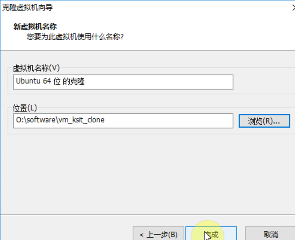 克隆虚拟机向导
新虚拟机名称
您要为此虚拟机使用什么名称?
虚拟机名称(V)
Ubuntu 64 位 的克隆
位置(L)
O:\software\vm_ksit_clone
浏览(R)...
< 上一步(B)
完成
取消